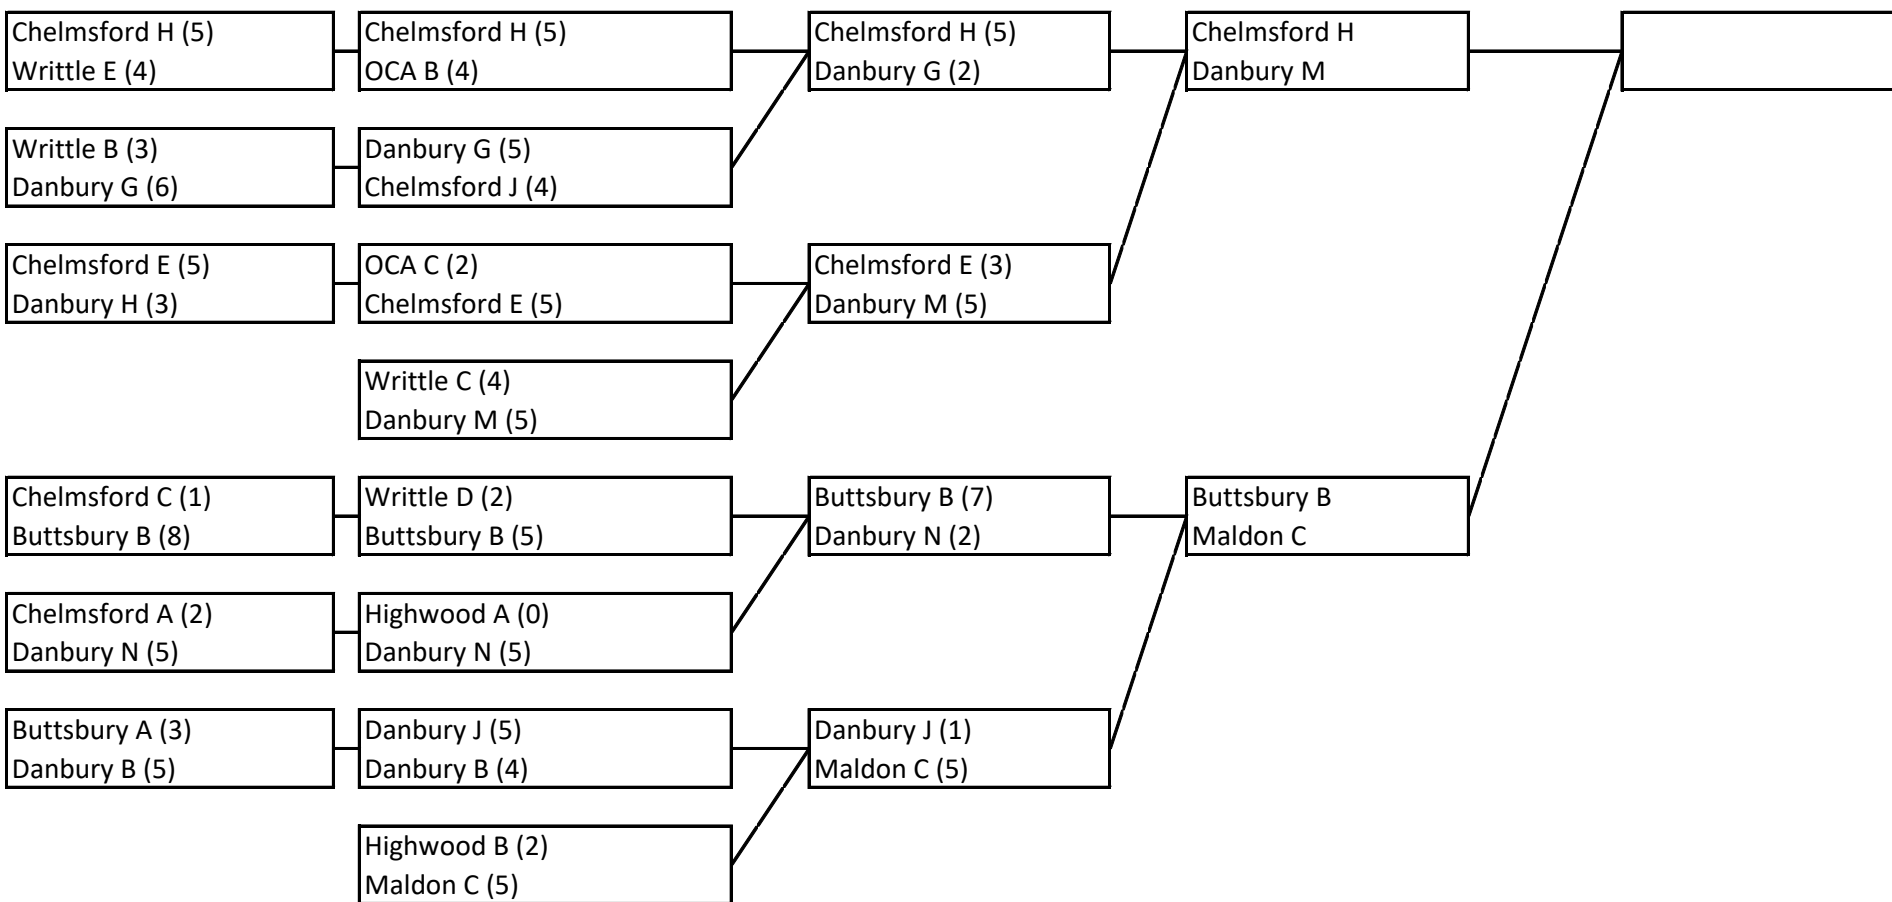 Chelmsford H (5)
Writtle E (4)
Writtle B (3)
Danbury G (6)
Chelmsford E (5)
Danbury H (3)
Chelmsford C (1)
Buttsbury B (8)
Chelmsford A (2)
Danbury N (5)
Buttsbury A (3)
Danbury B (5)
Chelmsford H (5)
OCA B (4)
Danbury G (5)
Chelmsford J (4)
OCA C (2)
Chelmsford E (5)
Writtle C (4)
Danbury M (5)
Writtle D (2)
Buttsbury B (5)
Highwood A (0)
Danbury N (5)
Danbury J (5)
Danbury B (4)
Highwood B (2)
Maldon C (5)
Chelmsford H (5)
Danbury G (2)
Chelmsford E (3)
Danbury M (5)
Buttsbury B (7)
Danbury N (2)
Danbury J (1)
Maldon C (5)
Chelmsford H
Danbury M
Buttsbury B
Maldon C